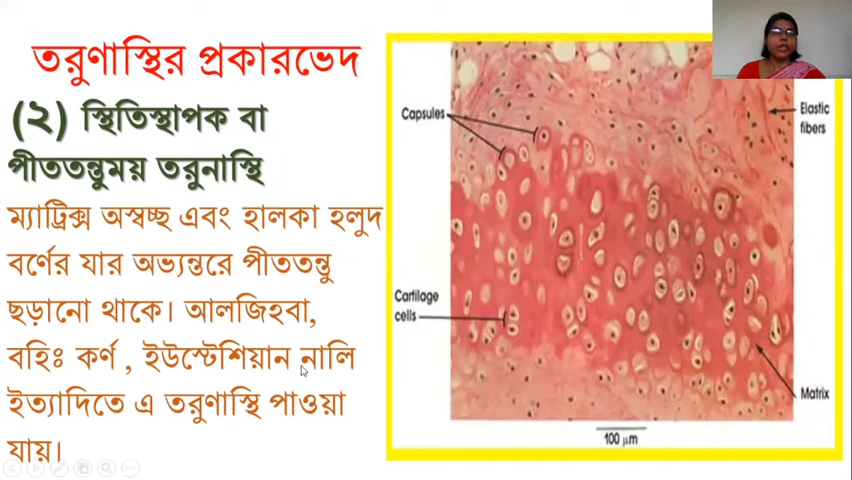 তরুণাস্থির প্রকারভেদ
(২) স্থিতিস্থাপক বা
পীততন্তুময় তরুনাস্থি
ম্যাট্রিক্স অস্বচ্ছ এবং হালকা হলুদ
বর্ণের যার অভ্যন্তরে পীততন্তু
ছড়ানো থাকে। আলজিহবা,
বহিঃ কর্ণ , ইউস্টেশিয়ান নালি
ইত্যাদিতে এ তরুণাস্থি পাওয়া
যায়।
Capsules
Elastic
fibers
Cartilage
cells
Matrix
100 µm